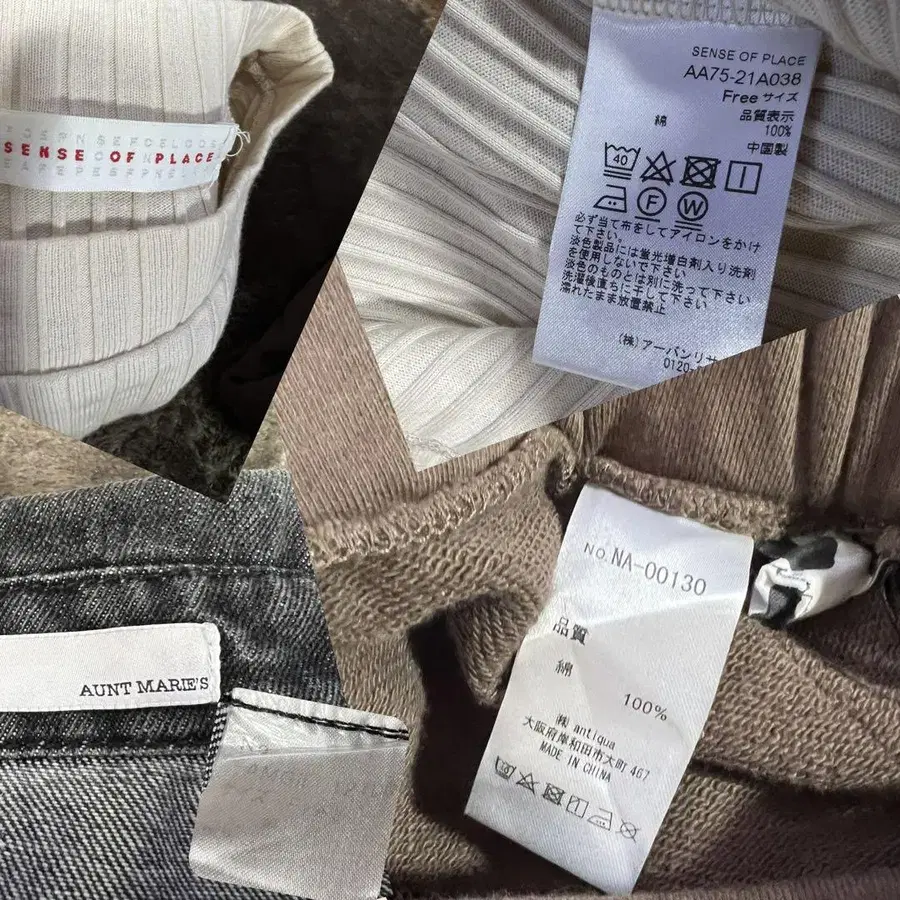 SENSE OF PLACE
SENSE OF PLACE
AA75-21A038
Free サイズ
品質表示
綿 100%
中国製
40
F W
必ず当て布をしてアイロンをかけ
て下さい。
淡色製品には蛍光増白剤入り洗剤
を使用しないで下さい
淡色のものとは別に洗って下さい
洗濯後直ちに干して下さい
濡れたまま放置禁止
(株)アーバンリサ
0120-
AUNT MARIE'S
No.NA-00130
品質
綿 100%
(株) antiqua
大阪府岸和田市大町467
MADE IN CHINA